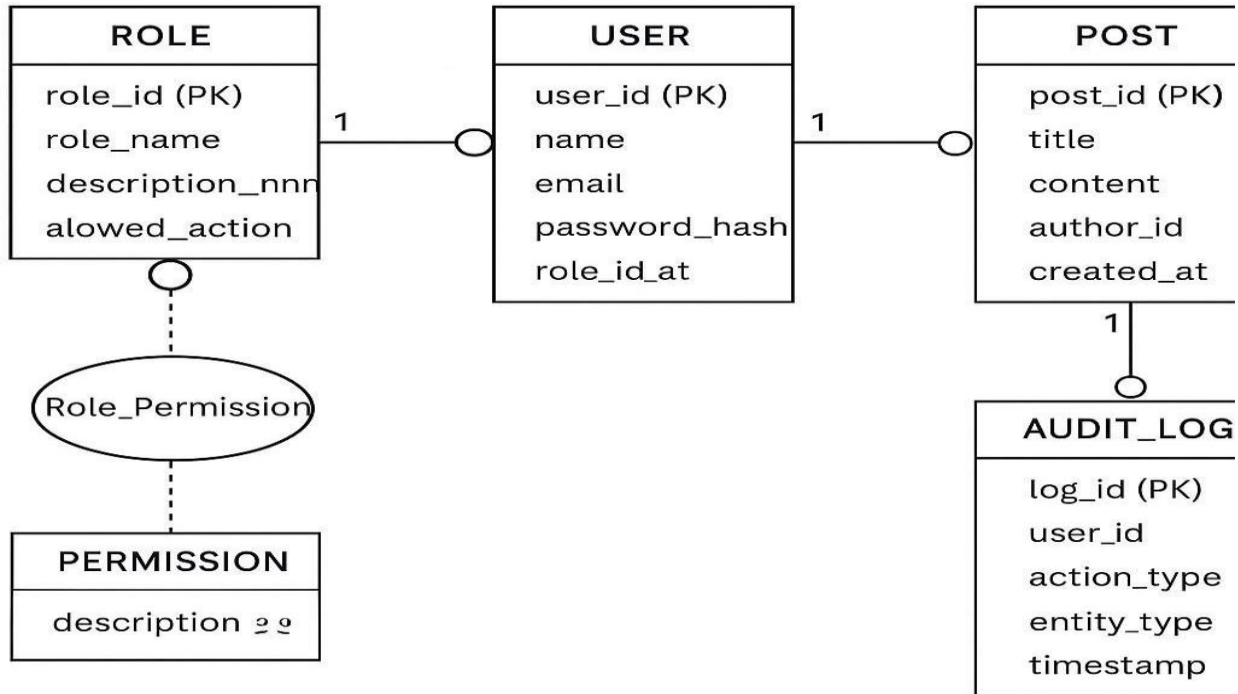 ROLE
role_id (PK)
role_name
description_nnn
alowed_action
1
USER
user_id (PK)
name
email
password_hash
role_id_at
1
POST
post_id (PK)
title
content
author_id
created_at
1
Role_Permission
PERMISSION
description
AUDIT_LOG
log_id (PK)
user_id
action_type
entity_type
timestamp